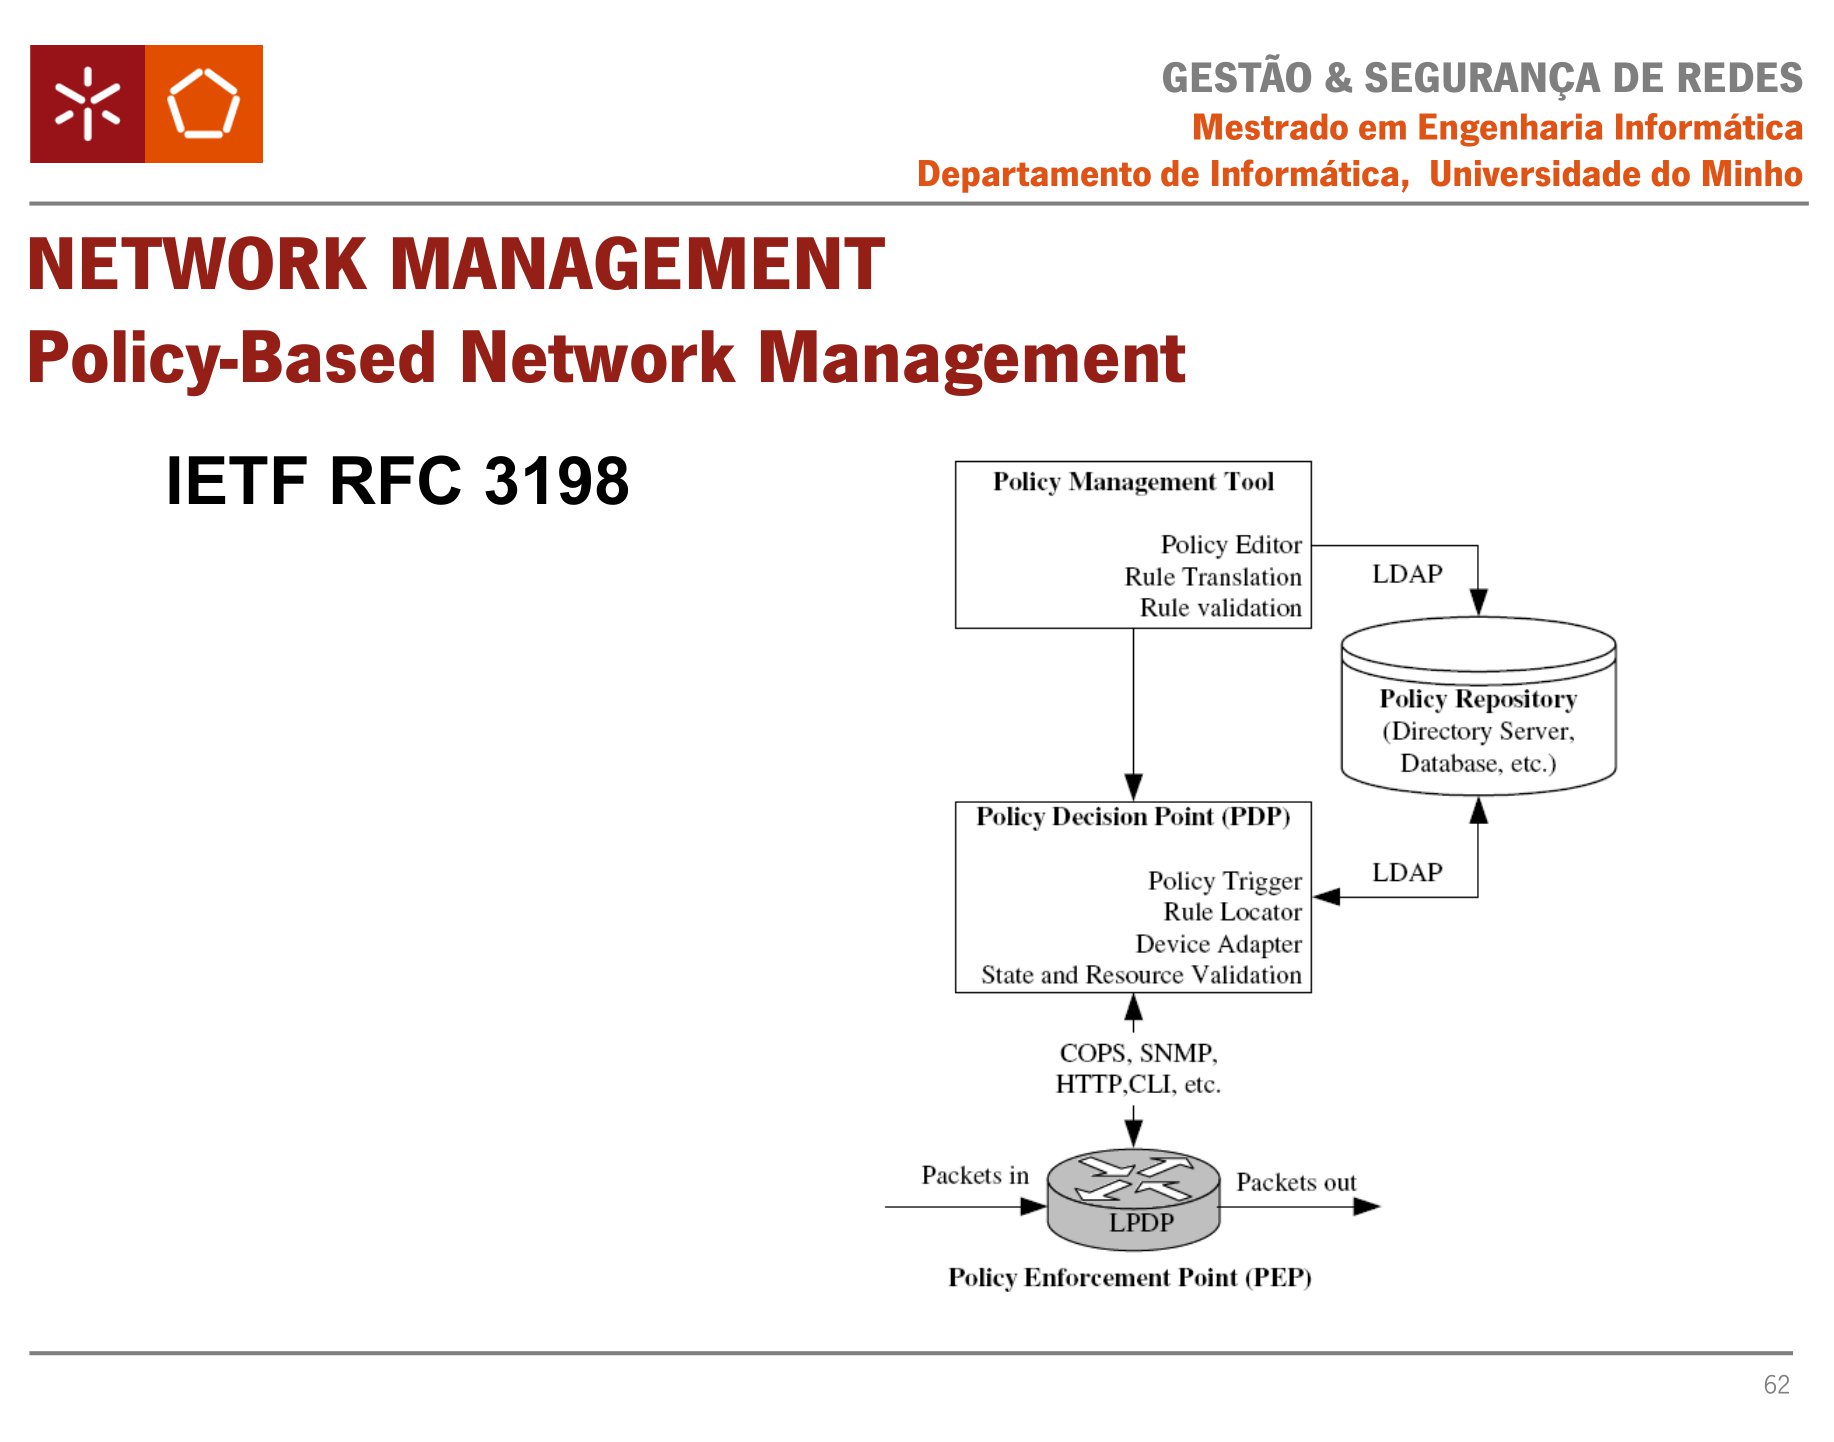 GESTÃO & SEGURANÇA DE REDES
Mestrado em Engenharia Informática
Departamento de Informática, Universidade do Minho
NETWORK MANAGEMENT
Policy-Based Network Management
IETF RFC 3198
Policy Management Tool
Policy Editor
Rule Translation
Rule validation
LDAP
Policy Repository
(Directory Server,
Database, etc.)
Policy Decision Point (PDP)
Policy Trigger
Rule Locator
Device Adapter
State and Resource Validation
LDAP
COPS, SNMP,
HTTP,CLI, etc.
Packets in
Packets out
LPDP
Policy Enforcement Point (PEP)
62